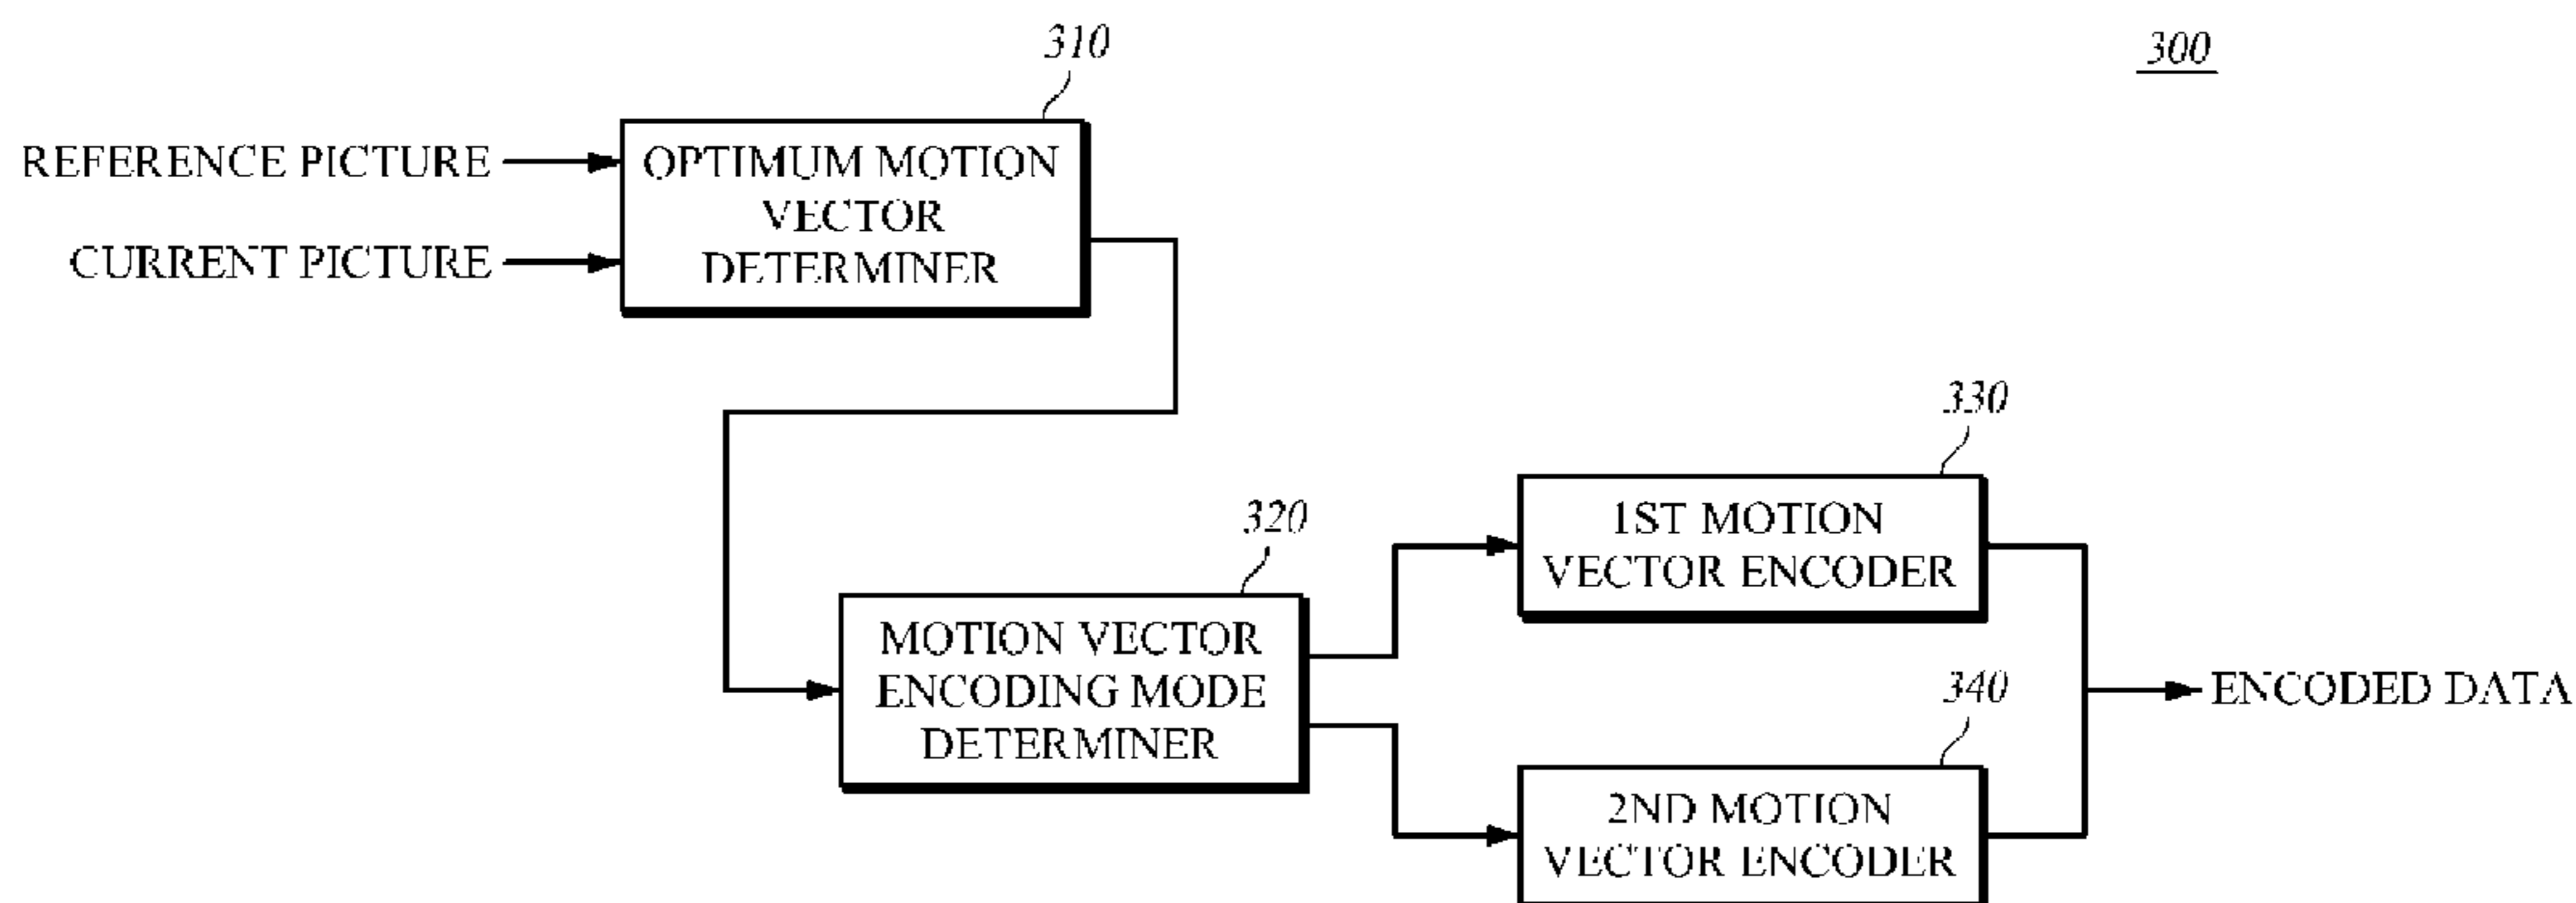 310
300
REFERENCE PICTURE
CURRENT PICTURE
OPTIMUM MOTION
VECTOR
DETERMINER
320
MOTION VECTOR
ENCODING MODE
DETERMINER
330
1ST MOTION
VECTOR ENCODER
340
2ND MOTION
VECTOR ENCODER
ENCODED DATA